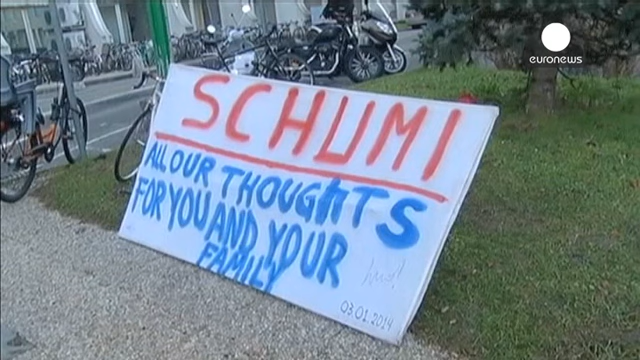 euronews
SCHUMI
ALL OUR THOUGHTS
FOR YOU AND YOUR
FAMILY
03.01.2014